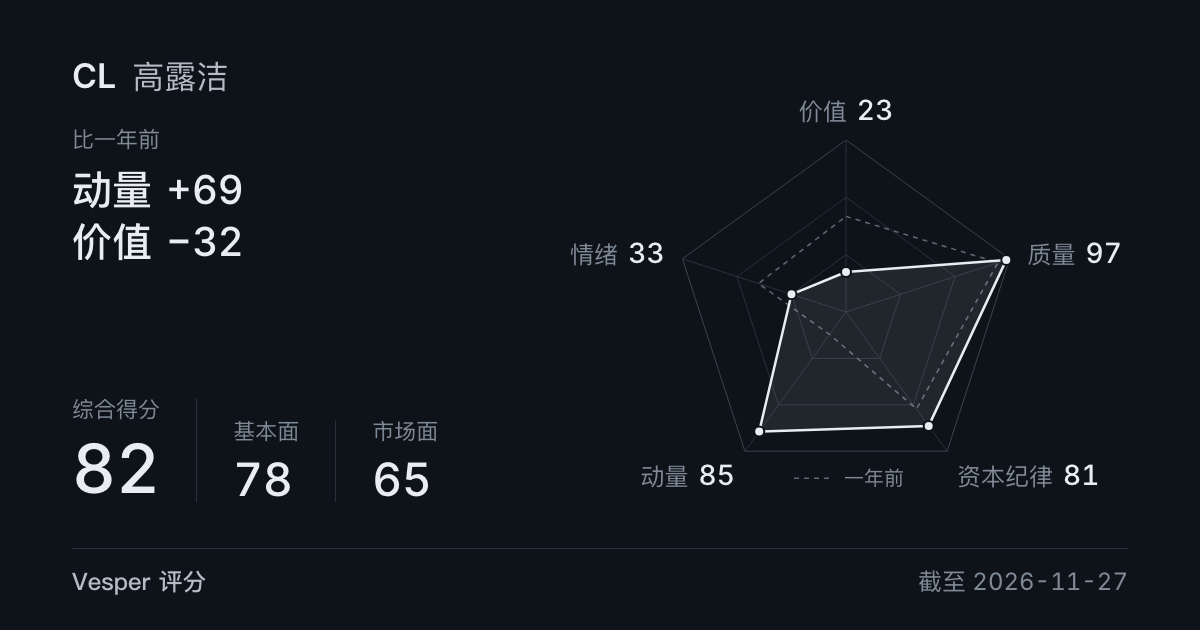 CL 高露洁
比一年前
动量 +69
价值 −32
综合得分
82
基本面
78
市场面
65
价值 23
质量 97
资本纪律 81
动量 85
情绪 33
一年前
Vesper 评分
截至 2026-11-27